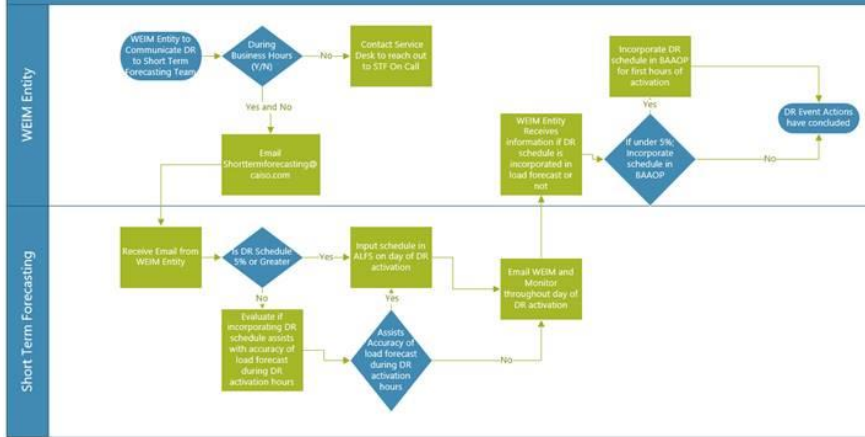 WEIM Entity
WEIM Entity to
Communicate DR
to Short Term
Forecasting Team
During
Business Hours
(Y/N)
No
Contact Service
Desk to reach out
to STF On Call
Yes and No
Email
Shorttermforecasting@
caiso.com
WEIM Entity
Receives
information if DR
schedule is
incorporated in
load forecast or
not
Incorporate DR
schedule in BAAOP
for first hours of
activation
Yes
If under 5%;
Incorporate
schedule in
BAAOP
No
DR Event Actions
have concluded
Short Term Forecasting
Receive Email from
WEIM Entity
Is DR Schedule
5% or Greater
Yes
Input schedule in
ALFS on day of DR
activation
Email WEIM and
Monitor
throughout day of
DR activation
No
Evaluate if
incorporating DR
schedule assists
with accuracy of
load forecast
during DR
activation hours
Yes
Assists
Accuracy of
load forecast
during DR
activation
hours
No